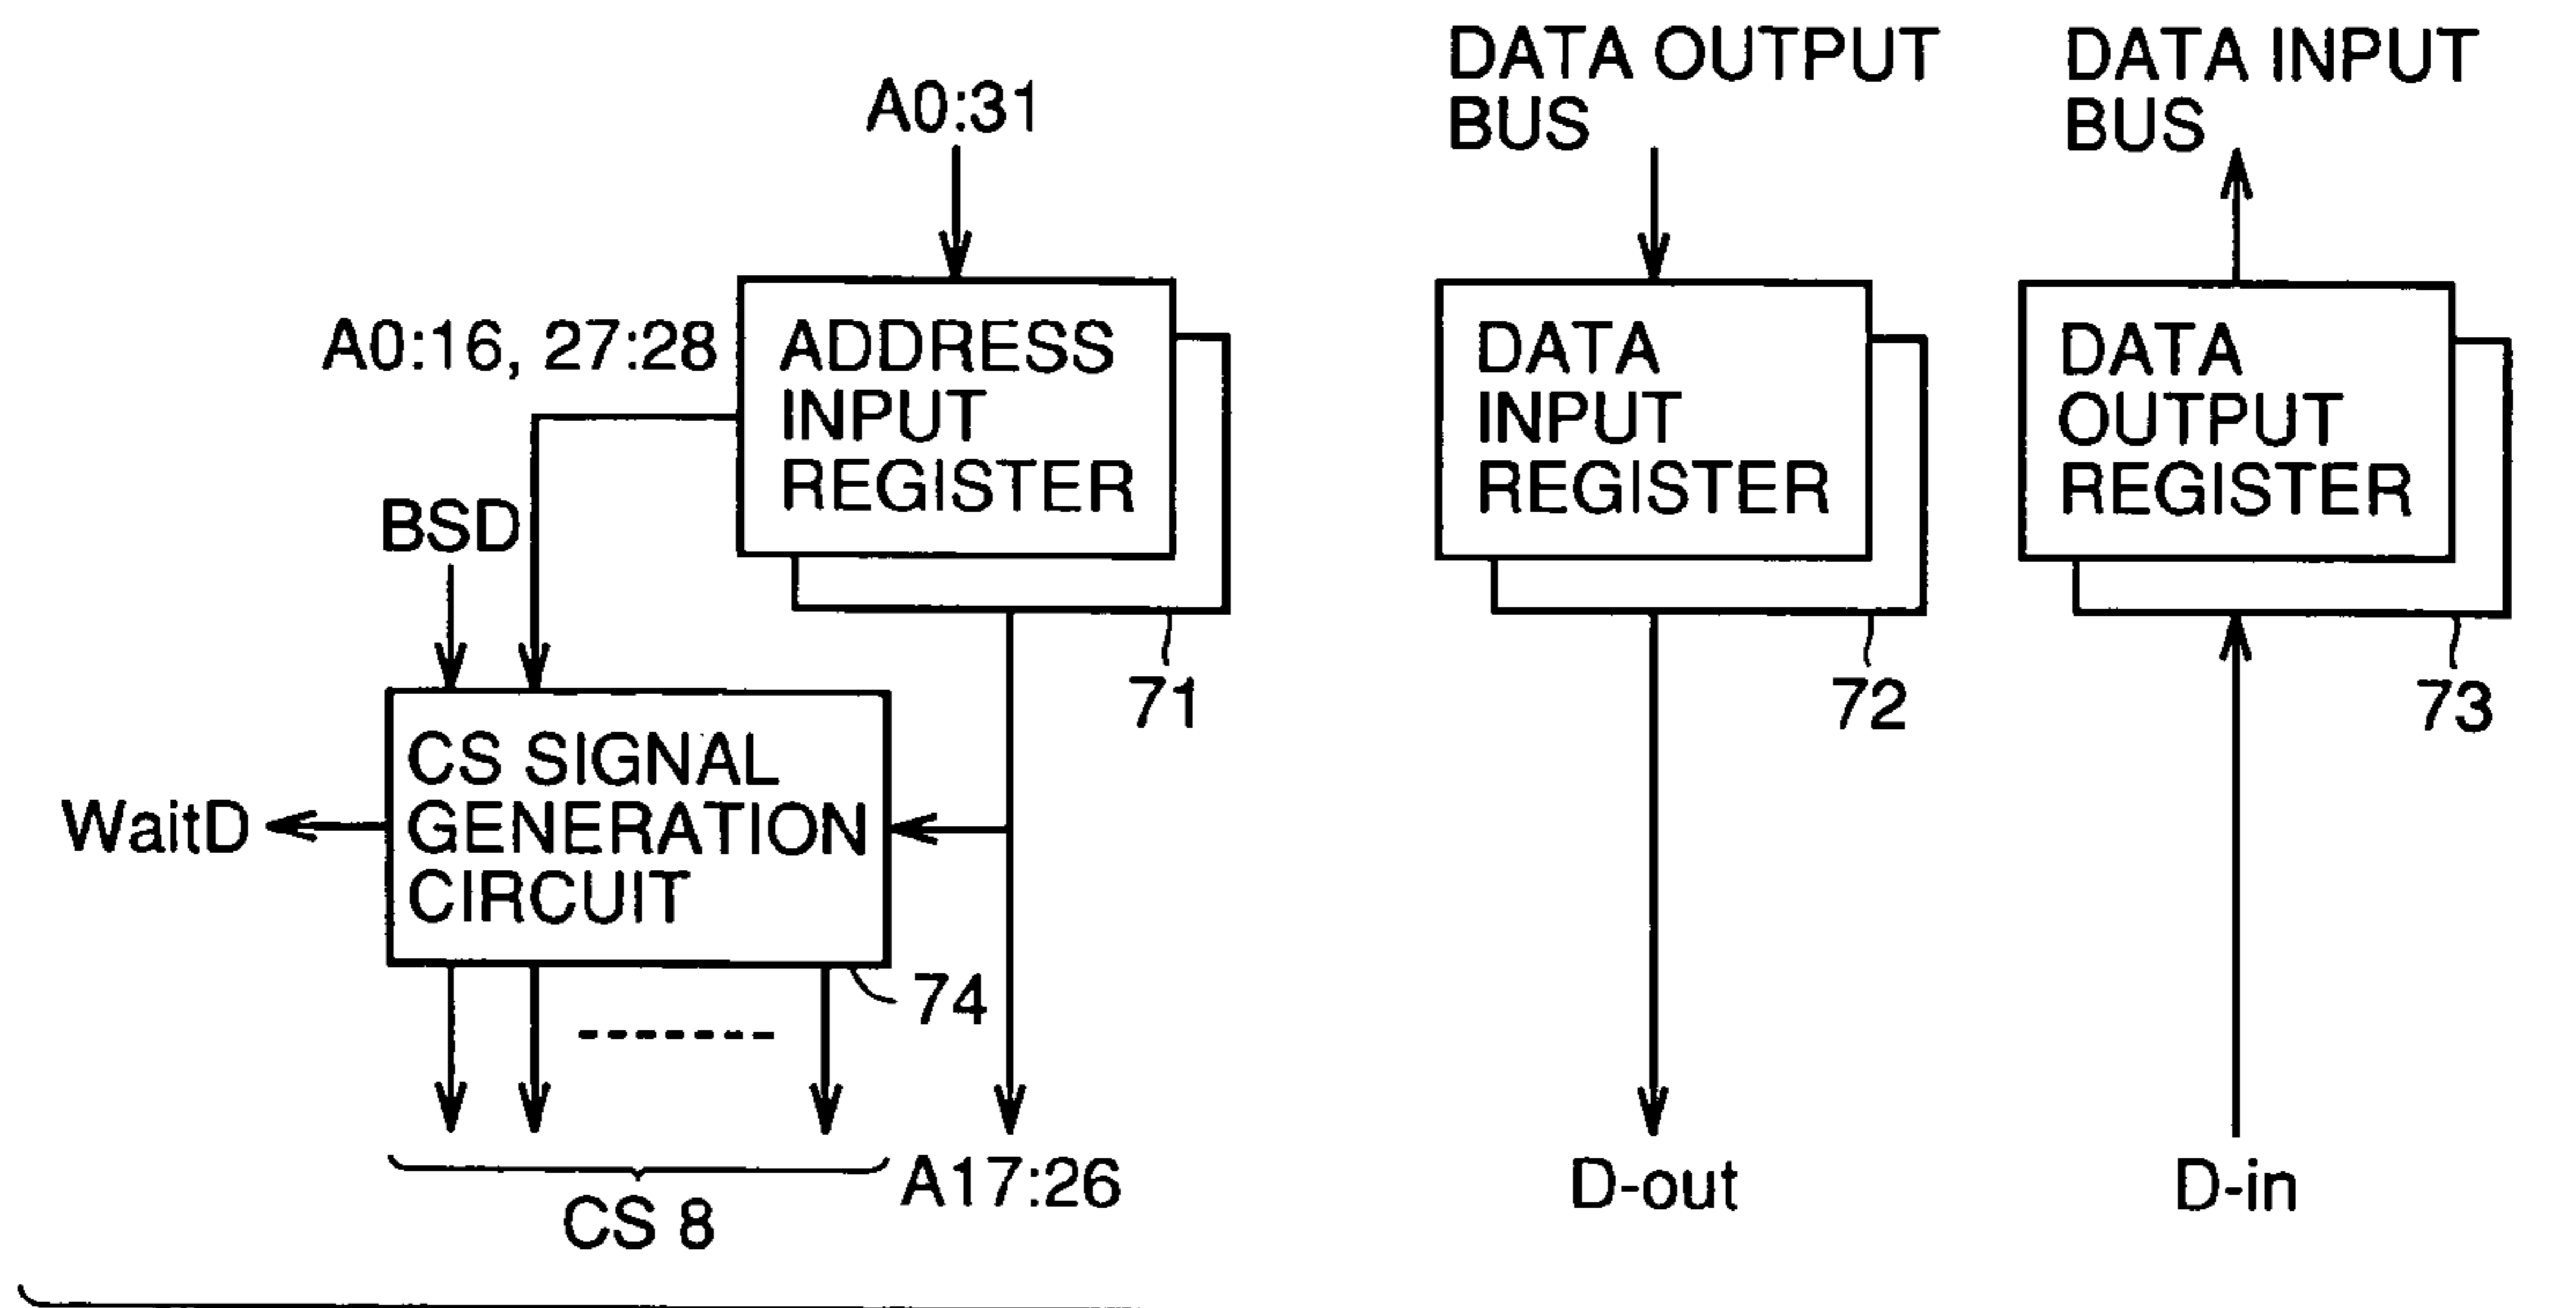 DATA OUTPUT
BUS
DATA INPUT
BUS
A0:31
A0:16, 27:28
ADDRESS
INPUT
REGISTER
DATA
INPUT
REGISTER
DATA
OUTPUT
REGISTER
BSD
71
72
73
CS SIGNAL
GENERATION
CIRCUIT
WaitD
74
A17:26
D-out
D-in
CS 8